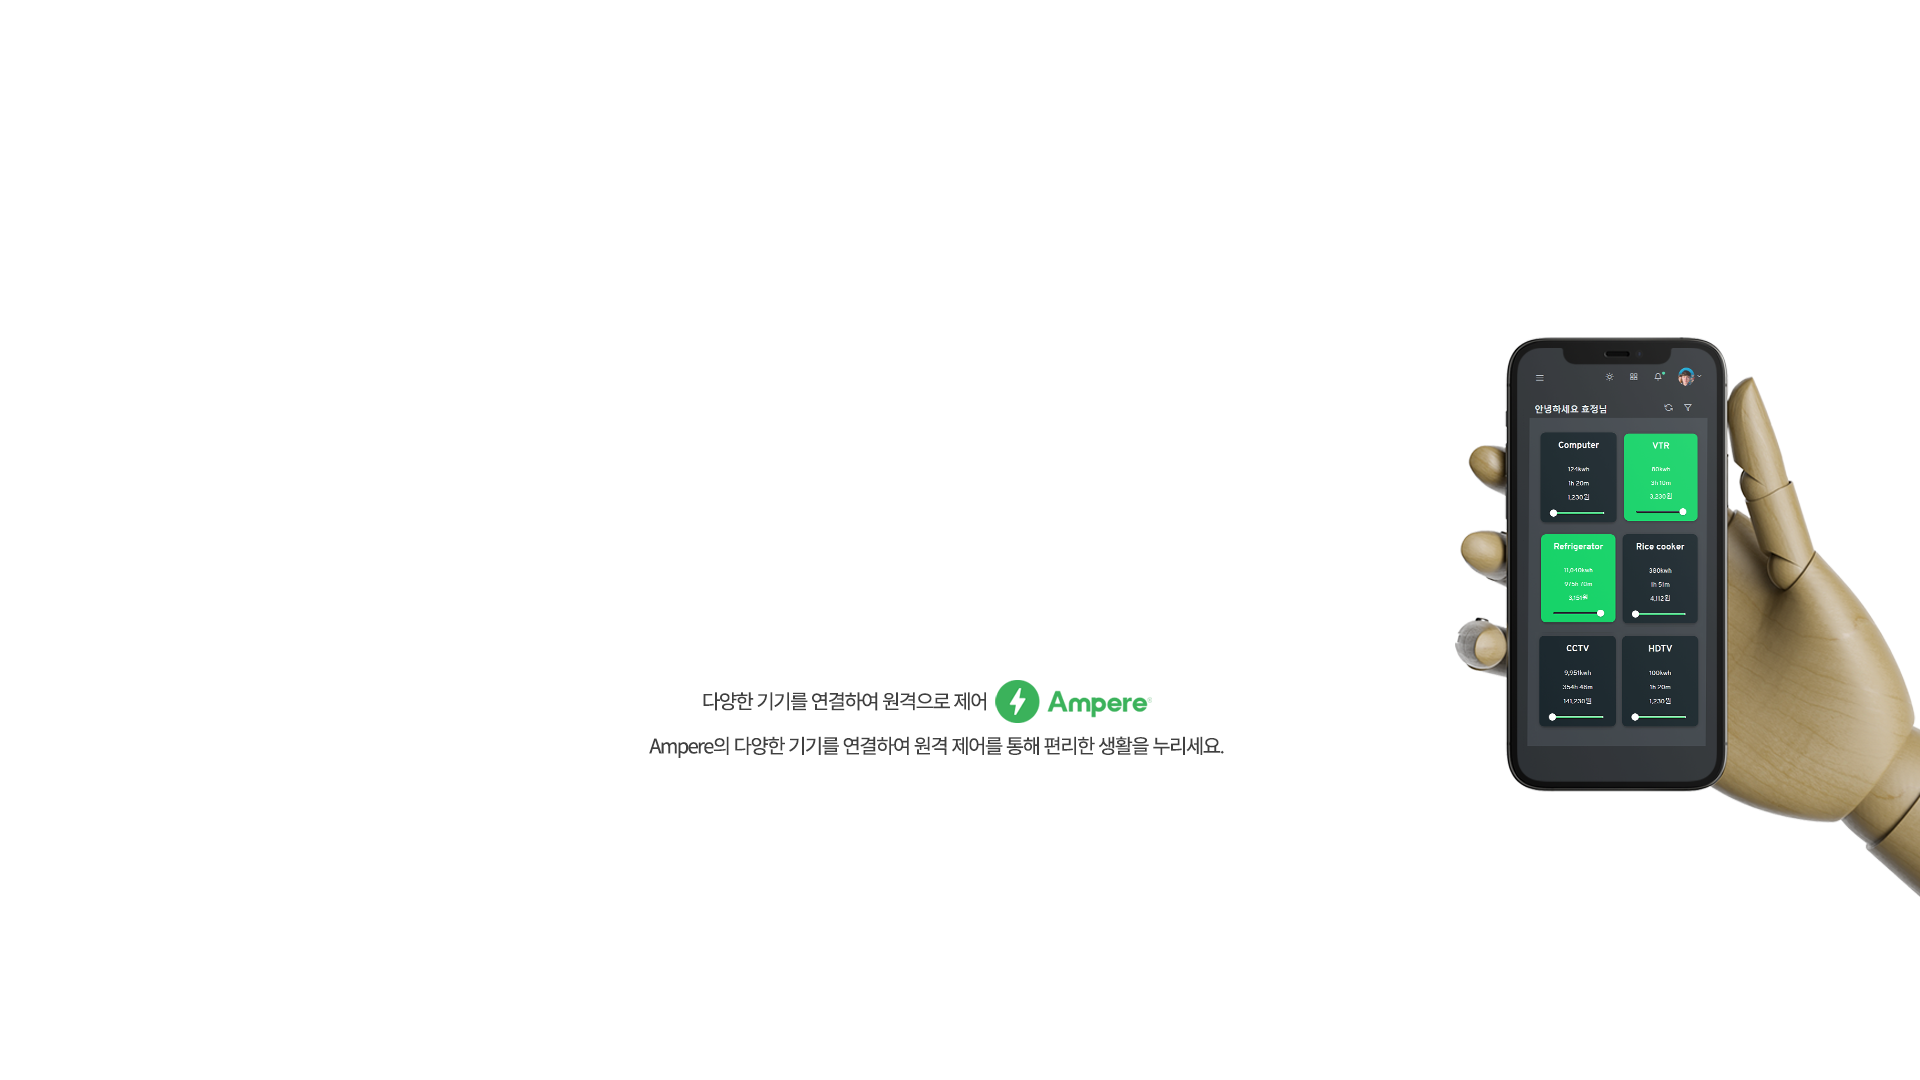 안녕하세요 효정님
Computer
124kwh
1h 20m
1,230원
VTR
80kwh
3h 10m
3,230원
Refrigerator
11,040kwh
975h 70m
3,151원
Rice cooker
380kwh
1h 51m
4,112원
CCTV
9,951kwh
354h 46m
141,230원
HDTV
100kwh
1h 20m
1,230원
다양한 기기를 연결하여 원격으로 제어 Ampere
Ampere의 다양한 기기를 연결하여 원격 제어를 통해 편리한 생활을 누리세요.